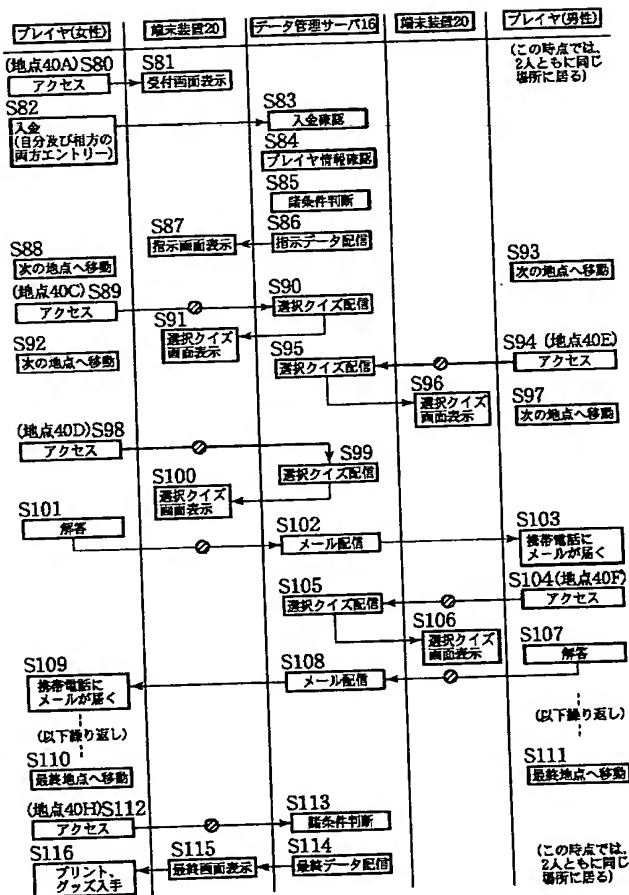 プレイヤ(女性)
端末装置20
データ管理サーバ16
端末装置20
プレイヤ(男性)
(地点40A) S80
アクセス
S81
受付画面表示
(この時点では、
2人ともに同じ
場所に居る)
S82
入金
(自分及び相方の
両方エントリー)
S83
入金確認
S84
プレイヤ情報確認
S85
諸条件判断
S87
指示画面表示
S86
指示データ配信
S88
次の地点へ移動
S93
次の地点へ移動
(地点40C) S89
アクセス
S90
選択クイズ配信
S91
選択クイズ
画面表示
S92
次の地点へ移動
S94 (地点40E)
アクセス
S95
選択クイズ配信
S96
選択クイズ
画面表示
S97
次の地点へ移動
(地点40D) S98
アクセス
S99
選択クイズ配信
S100
選択クイズ
画面表示
S101
解答
S102
メール配信
S103
携帯電話に
メールが届く
S104(地点40F)
アクセス
S105
選択クイズ配信
S106
選択クイズ
画面表示
S107
解答
S108
メール配信
S109
携帯電話に
メールが届く
(以下繰り返し)
(以下繰り返し)
S110
最終地点へ移動
S111
最終地点へ移動
(地点40H) S112
アクセス
S113
諸条件判断
S114
最終データ配信
S115
最終画面表示
S116
プリント、
グッズ入手
(この時点では、
2人ともに同じ
場所に居る)